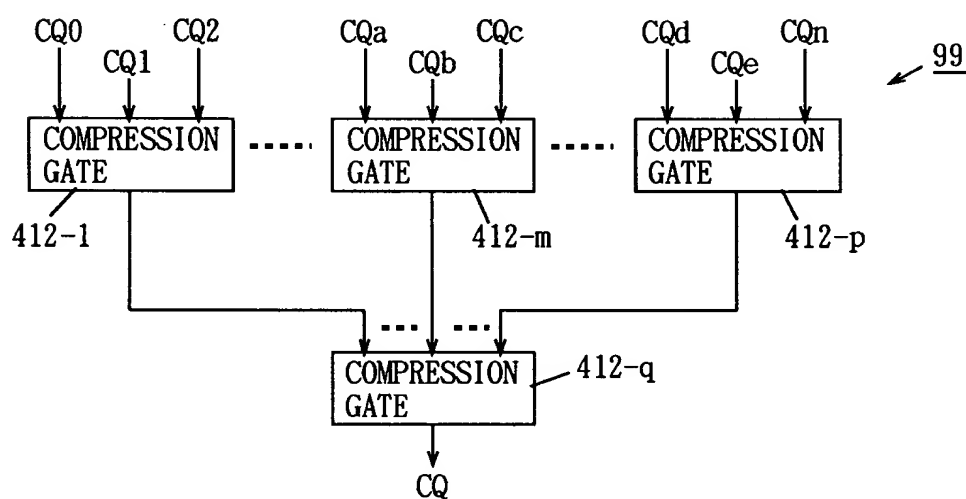 CQ0 CQ1 CQ2 CQa CQb CQc CQd CQe CQn
99
COMPRESSION GATE
COMPRESSION GATE
COMPRESSION GATE
412-1 412-m 412-p
COMPRESSION GATE
412-q
CQ